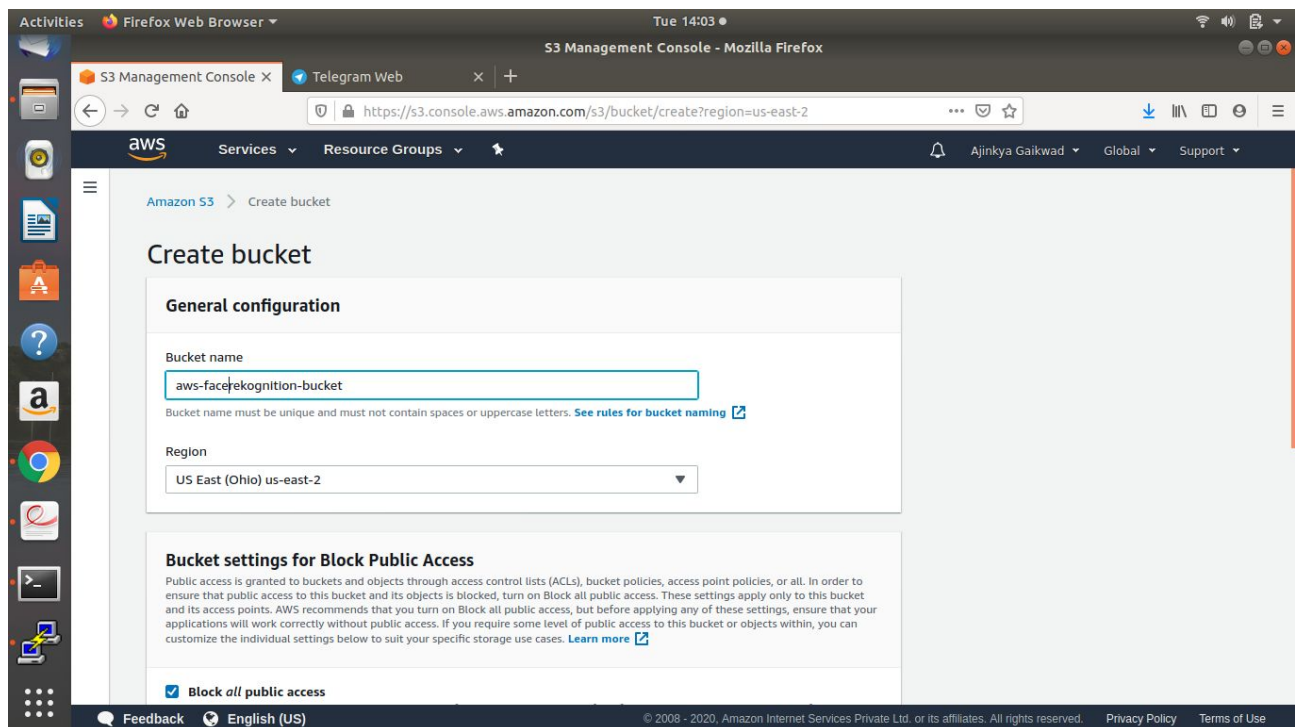 Activities Firefox Web Browser Tue 14:03
S3 Management Console - Mozilla Firefox
S3 Management Console Telegram Web
https://s3.console.aws.amazon.com/s3/bucket/create?region=us-east-2
aws Services Resource Groups Ajinkya Gaikwad Global Support
Amazon S3 > Create bucket
Create bucket
General configuration
Bucket name
aws-facerekognition-bucket
Bucket name must be unique and must not contain spaces or uppercase letters. See rules for bucket naming
Region
US East (Ohio) us-east-2
Bucket settings for Block Public Access
Public access is granted to buckets and objects through access control lists (ACLs), bucket policies, access point policies, or all. In order to
ensure that public access to this bucket and its objects is blocked, turn on Block all public access. These settings apply only to this bucket
and its access points. AWS recommends that you turn on Block all public access, but before applying any of these settings, ensure that your
applications will work correctly without public access. If you require some level of public access to this bucket or objects within, you can
customize the individual settings below to suit your specific storage use cases. Learn more
Block all public access
Feedback English (US) © 2008 - 2020, Amazon Internet Services Private Ltd. or its affiliates. All rights reserved. Privacy Policy Terms of Use